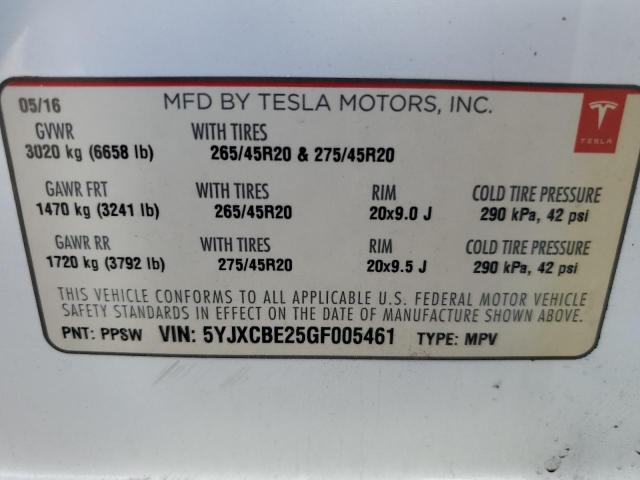 05/16 MFD BY TESLA MOTORS, INC.
GVWR WITH TIRES
3020 kg (6658 lb) 265/45R20 & 275/45R20
TESLA
GAWR FRT WITH TIRES RIM COLD TIRE PRESSURE
1470 kg (3241 lb) 265/45R20 20x9.0 J 290 kPa, 42 psi
GAWR RR WITH TIRES RIM COLD TIRE PRESSURE
1720 kg (3792 lb) 275/45R20 20x9.5 J 290 kPa, 42 psi
THIS VEHICLE CONFORMS TO ALL APPLICABLE U.S. FEDERAL MOTOR VEHICLE
SAFETY STANDARDS IN EFFECT ON THE DATE OF MANUFACTURE SHOWN ABOVE.
PNT: PPSW VIN: 5YJXCBE25GF005461 TYPE: MPV